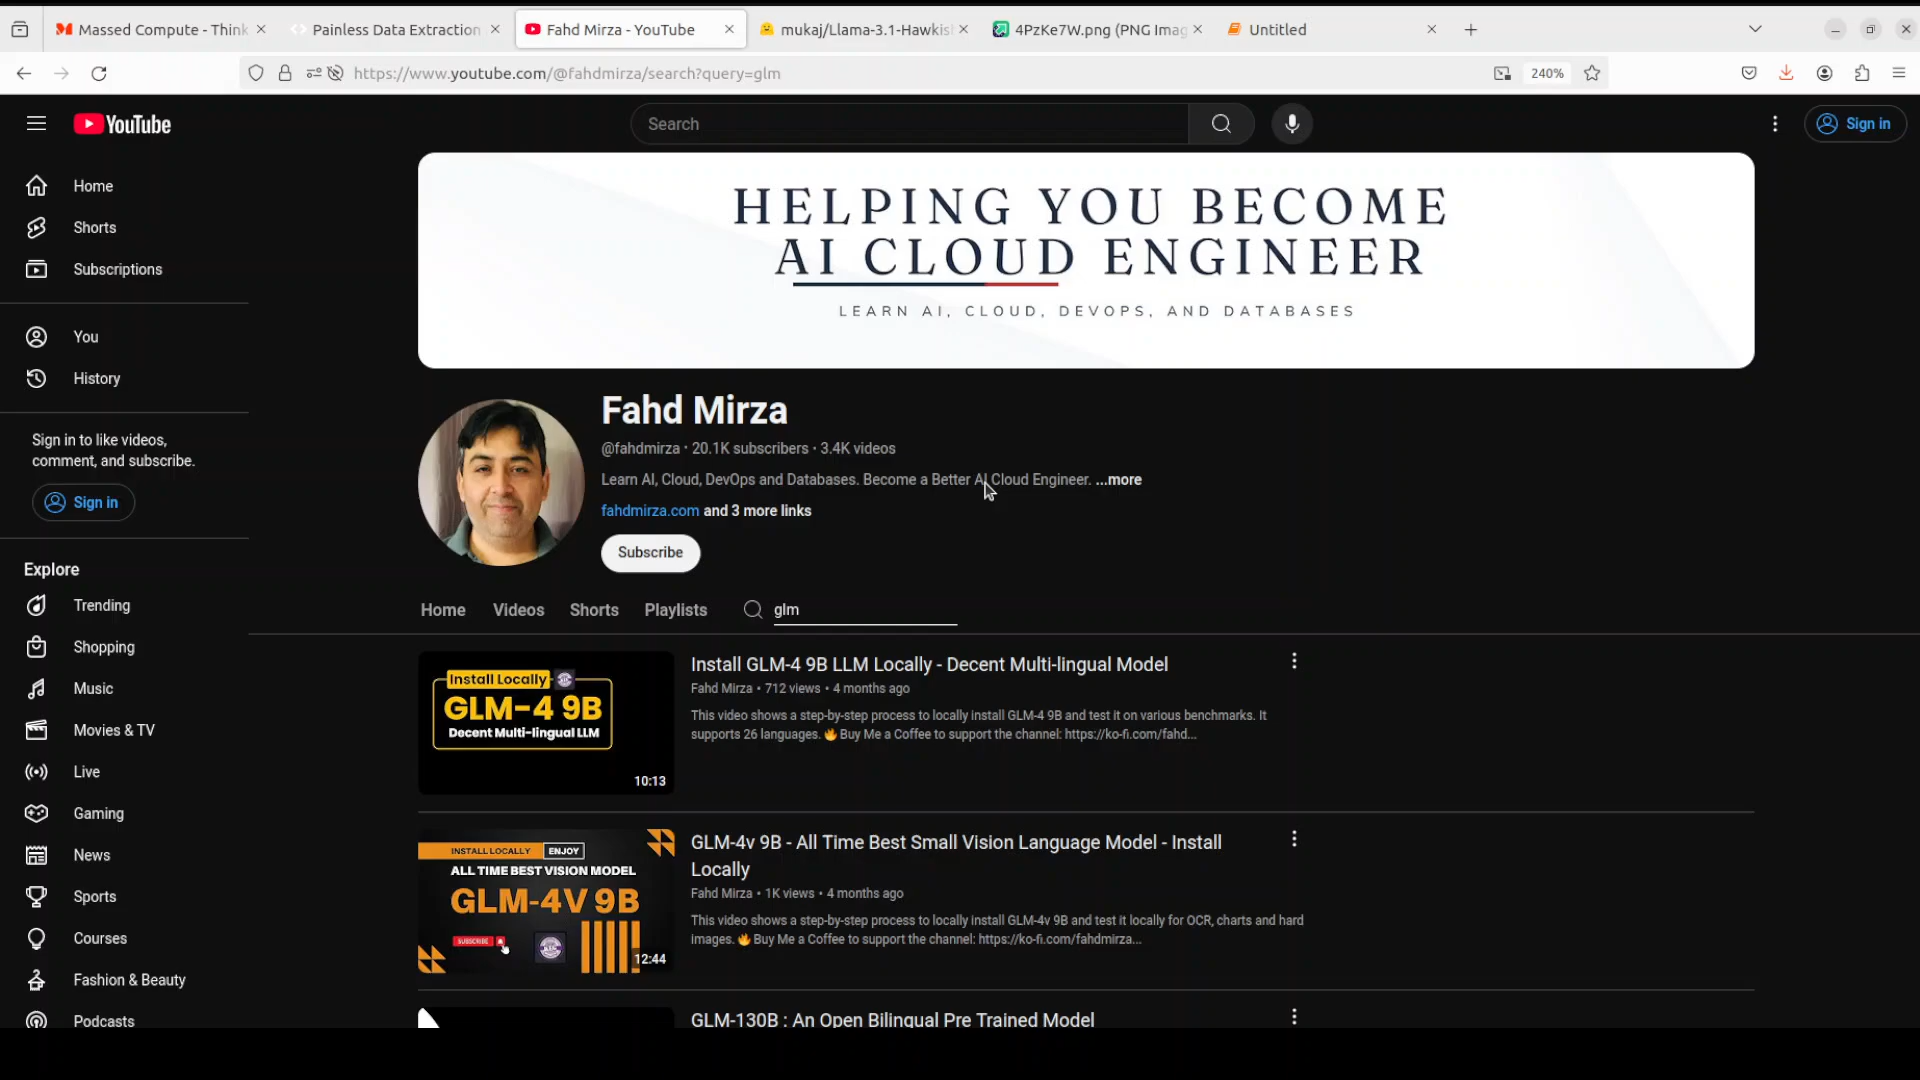 Massed Compute - Think
Painless Data Extraction
Fahd Mirza - YouTube
mukaj/Llama-3.1-Hawkis
4PzKe7W.png (PNG Imag
Untitled
https://www.youtube.com/@fahdmirza/search?query=glm
240%
YouTube
Search
Sign in
Home
Shorts
Subscriptions
You
History
Sign in to like videos,
comment, and subscribe.
Sign in
Explore
Trending
Shopping
Music
Movies & TV
Live
Gaming
News
Sports
Courses
Fashion & Beauty
Podcasts
HELPING YOU BECOME
AI CLOUD ENGINEER
LEARN AI, CLOUD, DEVOPS, AND DATABASES
Fahd Mirza
@fahdmirza • 20.1K subscribers • 3.4K videos
Learn AI, Cloud, DevOps and Databases. Become a Better AI Cloud Engineer. ...more
fahdmirza.com and 3 more links
Subscribe
Home Videos Shorts Playlists glm
Install Locally
GLM-4 9B
Decent Multi-lingual LLM
10:13
Install GLM-4 9B LLM Locally - Decent Multi-lingual Model
Fahd Mirza • 712 views • 4 months ago
This video shows a step-by-step process to locally install GLM-4 9B and test it on various benchmarks. It
supports 26 languages. 🔥 Buy Me a Coffee to support the channel: https://ko-fi.com/fahd...
INSTALL LOCALLY ENJOY
ALL TIME BEST VISION MODEL
GLM-4V 9B
SUBSCRIBE
12:44
GLM-4v 9B - All Time Best Small Vision Language Model - Install
Locally
Fahd Mirza • 1K views • 4 months ago
This video shows a step-by-step process to locally install GLM-4v 9B and test it locally for OCR, charts and hard
images. 🔥 Buy Me a Coffee to support the channel: https://ko-fi.com/fahdmirza...
GLM-130B : An Open Bilingual Pre Trained Model